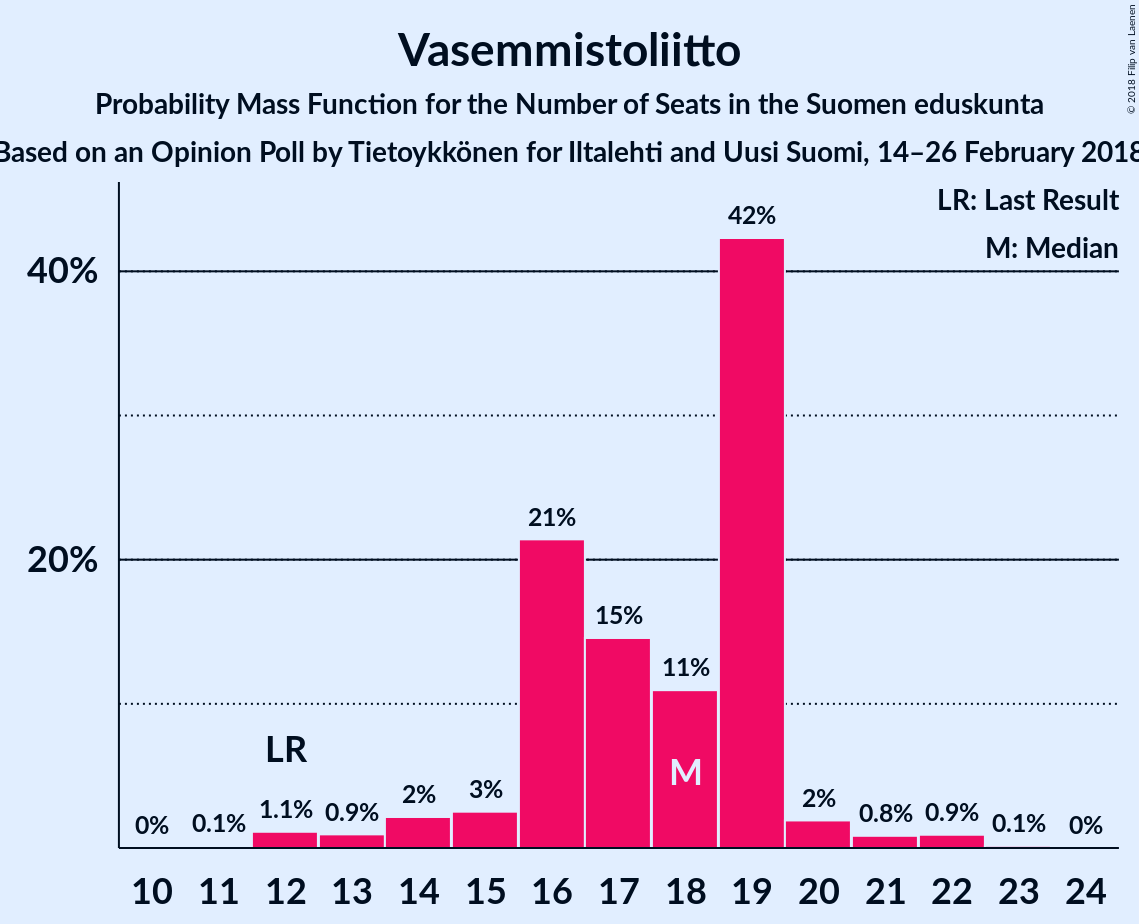 © 2018 Filip van Laenen
Vasemmistoliitto
Probability Mass Function for the Number of Seats in the Suomen eduskunta
Based on an Opinion Poll by Tietoykkönen for Iltalehti and Uusi Suomi, 14–26 February 2018
LR: Last Result
M: Median
42%
40%
21%
20%
15%
11%
LR
M
0%
0.1%
1.1%
0.9%
2%
3%
2%
0.8%
0.9%
0.1%
0%
10 11 12 13 14 15 16 17 18 19 20 21 22 23 24